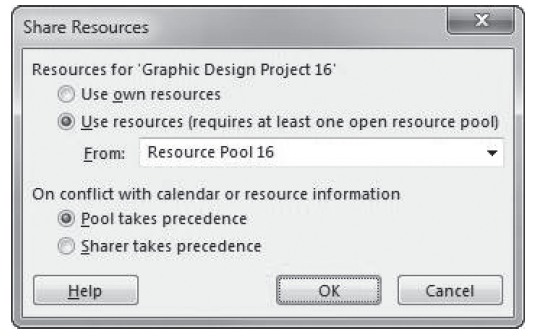 Share Resources
Resources for 'Graphic Design Project 16'
Use own resources
Use resources (requires at least one open resource pool)
From: Resource Pool 16
On conflict with calendar or resource information
Pool takes precedence
Sharer takes precedence
Help OK Cancel